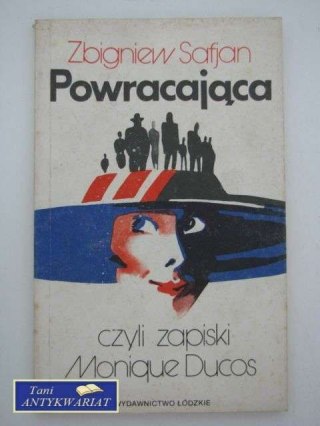 Zbigniew Safjan
Powracająca
czyli zapiski
Monique Ducos
WYDAWNICTWO ŁÓDZKIE
Tani
ANTYKWARIAT